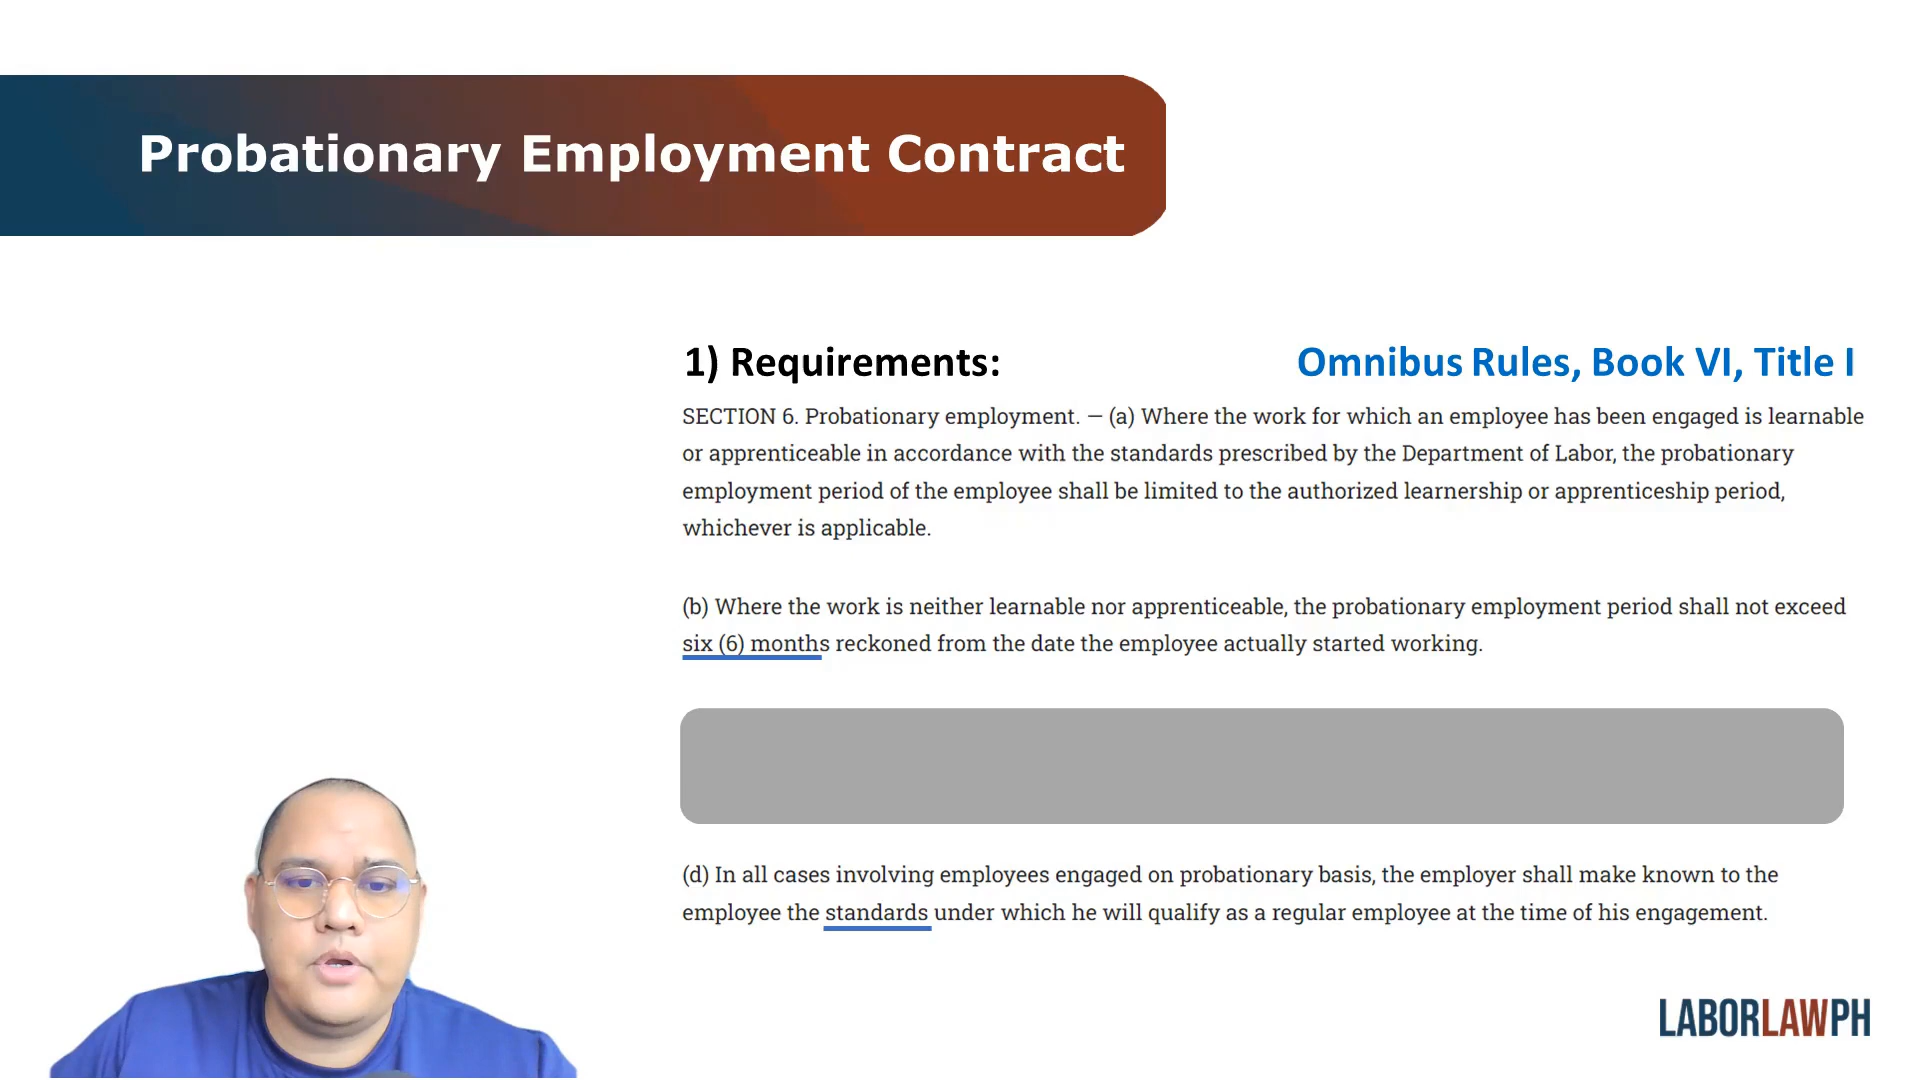 Probationary Employment Contract
1) Requirements:
Omnibus Rules, Book VI, Title I
SECTION 6. Probationary employment. — (a) Where the work for which an employee has been engaged is learnable
or apprenticeable in accordance with the standards prescribed by the Department of Labor, the probationary
employment period of the employee shall be limited to the authorized learnership or apprenticeship period,
whichever is applicable.
(b) Where the work is neither learnable nor apprenticeable, the probationary employment period shall not exceed
six (6) months reckoned from the date the employee actually started working.
(d) In all cases involving employees engaged on probationary basis, the employer shall make known to the
employee the standards under which he will qualify as a regular employee at the time of his engagement.
LABORLAWPH